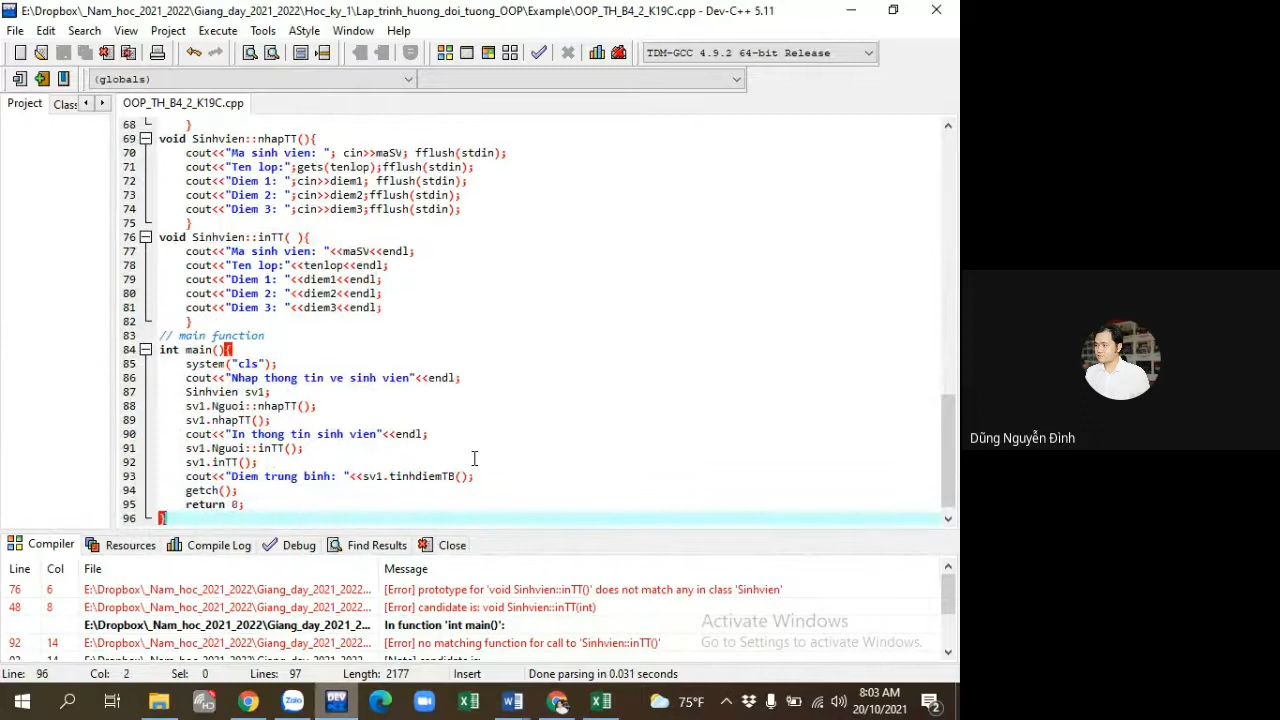 E:\Dropbox\_Nam_hoc_2021_2022\Giang_day_2021_2022\Hoc_ky_1\Lap_trinh_huong_doi_tuong_OOP\Example\OOP_TH_B4_2_K19C.cpp - Dev-C++ 5.11
File Edit Search View Project Execute Tools AStyle Window Help
TDM-GCC 4.9.2 64-bit Release
(globals)
Project Clas OOP_TH_B4_2_K19C.cpp
68 }
69 void Sinhvien::nhapTT(){
70 cout<<"Ma sinh vien: "; cin>>maSV; fflush(stdin);
71 cout<<"Ten lop:";gets(tenlop);fflush(stdin);
72 cout<<"Diem 1: ";cin>>diem1; fflush(stdin);
73 cout<<"Diem 2: ";cin>>diem2;fflush(stdin);
74 cout<<"Diem 3: ";cin>>diem3;fflush(stdin);
75 }
76 void Sinhvien::inTT( ){
77 cout<<"Ma sinh vien: "<<maSV<<endl;
78 cout<<"Ten lop:"<<tenlop<<endl;
79 cout<<"Diem 1: "<<diem1<<endl;
80 cout<<"Diem 2: "<<diem2<<endl;
81 cout<<"Diem 3: "<<diem3<<endl;
82 }
83 // main function
84 int main(){
85 system("cls");
86 cout<<"Nhap thong tin ve sinh vien"<<endl;
87 Sinhvien sv1;
88 sv1.Nguoi::nhapTT();
89 sv1.nhapTT();
90 cout<<"In thong tin sinh vien"<<endl;
91 sv1.Nguoi::inTT();
92 sv1.inTT();
93 cout<<"Diem trung binh: "<<sv1.tinhdiemTB();
94 getch();
95 return 0;
96 }
Dũng Nguyễn Đình
Compiler Resources Compile Log Debug Find Results Close
Line Col File Message
76 6 E:\Dropbox\_Nam_hoc_2021_2022\Giang_day_2021_2022... [Error] prototype for 'void Sinhvien::inTT()' does not match any in class 'Sinhvien'
48 8 E:\Dropbox\_Nam_hoc_2021_2022\Giang_day_2021_2022... [Error] candidate is: void Sinhvien::inTT(int)
E:\Dropbox\_Nam_hoc_2021_2022\Giang_day_2021_2... In function 'int main()':
92 14 E:\Dropbox\_Nam_hoc_2021_2022\Giang_day_2021_2022... [Error] no matching function for call to 'Sinhvien::inTT()'
Activate Windows
Go to Settings to activate Windows.
Line: 96 Col: 2 Sel: 0 Lines: 97 Length: 2177 Insert Done parsing in 0.031 seconds
Zalo
DEV
75°F
8:03 AM
20/10/2021
2